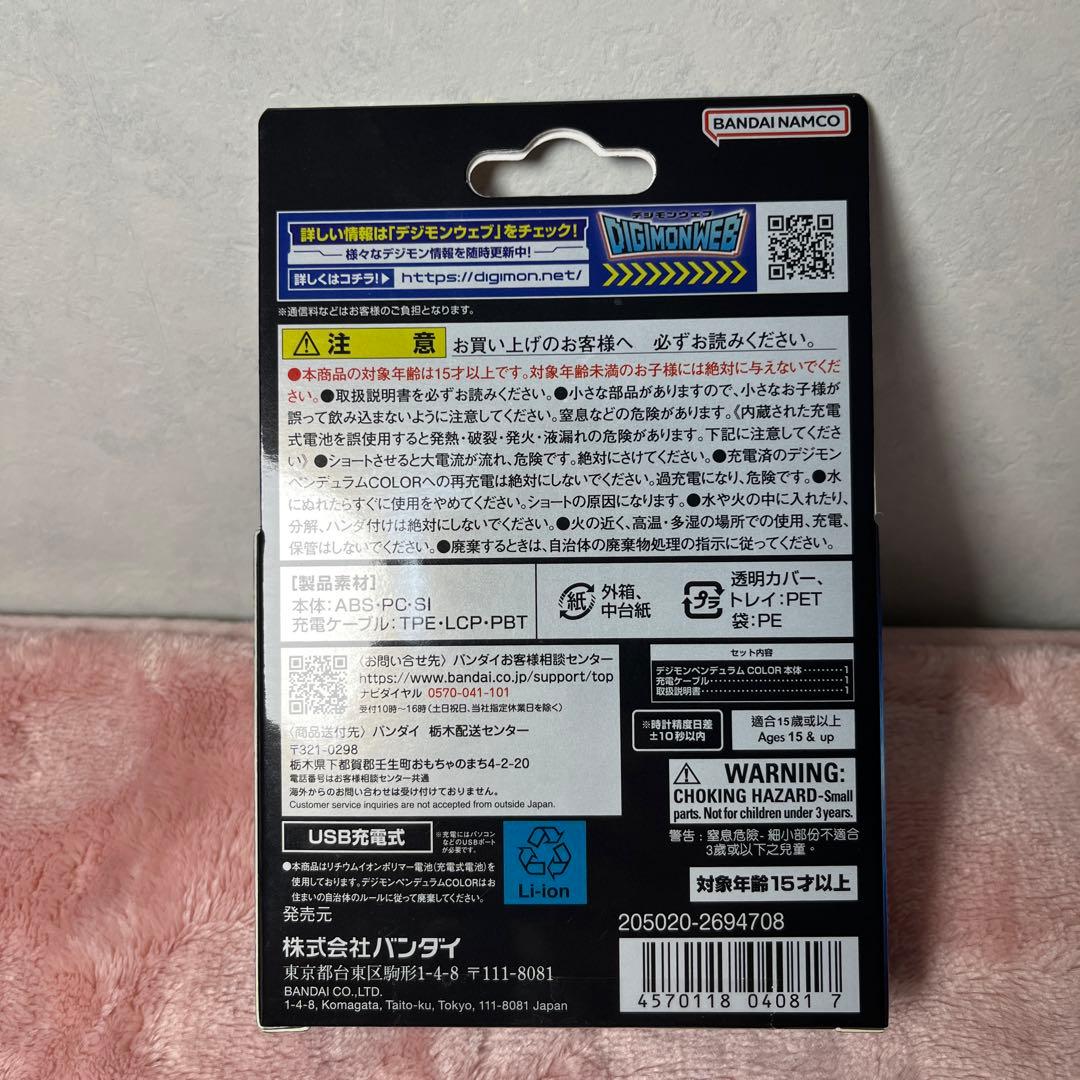 BANDAI NAMCO
詳しい情報は「デジモンウェブ」をチェック!
様々なデジモン情報を随時更新中!
詳しくはコチラ!▶ https://digimon.net/
デジモンウェブ
DIGIMONWEB
※通信料などはお客様のご負担となります。
⚠注 意 お買い上げのお客様へ 必ずお読みください。
●本商品の対象年齢は15才以上です。対象年齢未満のお子様には絶対に与えないでくだ
さい。●取扱説明書を必ずお読みください。●小さな部品がありますので、小さなお子様が
誤って飲み込まないように注意してください。窒息などの危険があります。《内蔵された充電
式電池を誤使用すると発熱・破裂・発火・液漏れの危険があります。下記に注意してくださ
い》●ショートさせると大電流が流れ、危険です。絶対にさけてください。●充電済のデジモン
ペンデュラムCOLORへの再充電は絶対にしないでください。過充電になり、危険です。●水
にぬれたらすぐに使用をやめてください。ショートの原因になります。●水や火の中に入れたり、
分解、ハンダ付けは絶対にしないでください。●火の近く、高温・多湿の場所での使用、充電、
保管はしないでください。●廃棄するときは、自治体の廃棄物処理の指示に従ってください。
[製品素材]
本体:ABS・PC・SI
充電ケーブル:TPE・LCP・PBT
紙
外箱、
中台紙
プラ
透明カバー、
トレイ:PET
袋:PE
〈お問い合せ先〉バンダイお客様相談センター
https://www.bandai.co.jp/support/top
ナビダイヤル 0570-041-101
受付10時〜16時(土日祝日、当社指定休業日を除く)
〈商品送付先〉バンダイ 栃木配送センター
〒321-0298
栃木県下都賀郡壬生町おもちゃのまち4-2-20
電話番号はお客様相談センター共通
海外からのお問い合わせは受け付けておりません。
Customer service inquiries are not accepted from outside Japan.
セット内容
デジモンペンデュラム COLOR 本体………1
充電ケーブル………1
取扱説明書………1
※時計精度日差
±10秒以内
適合15歲或以上
Ages 15 & up
⚠ WARNING:
CHOKING HAZARD-Small
parts. Not for children under 3 years.
警告:窒息危險-細小部份不適合
3歲或以下之兒童。
USB充電式
※充電にはパソコン
などのUSBポート
が必要です。
●本商品はリチウムイオンポリマー電池(充電式電池)を
使用しております。デジモンペンデュラムCOLORはお
住まいの自治体のルールに従って廃棄してください。
Li-ion
対象年齢15才以上
発売元
株式会社バンダイ
東京都台東区駒形1-4-8 〒111-8081
BANDAI CO.,LTD.
1-4-8, Komagata, Taito-ku, Tokyo, 111-8081 Japan
205020-2694708
4570118 040817